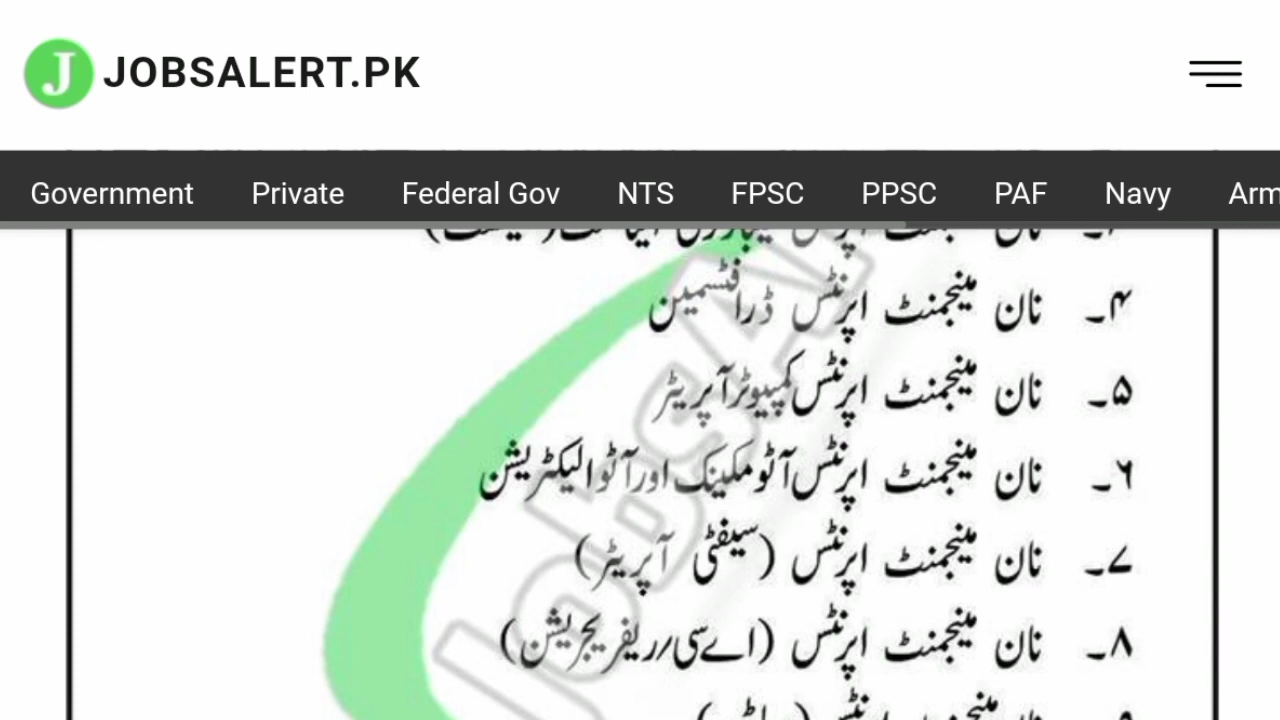 J JOBSALERT.PK
Government Private Federal Gov NTS FPSC PPSC PAF Navy Arm
۴۔ نان مینجمنٹ اپرنٹس ڈرافٹسمین
۵۔ نان مینجمنٹ اپرنٹس کمپیوٹر آپریٹر
۶۔ نان مینجمنٹ اپرنٹس آٹو مکینک اور آٹو الیکٹریشن
۷۔ نان مینجمنٹ اپرنٹس (سیفٹی آپریٹر)
۸۔ نان مینجمنٹ اپرنٹس (اے سی/ریفریجریشن)